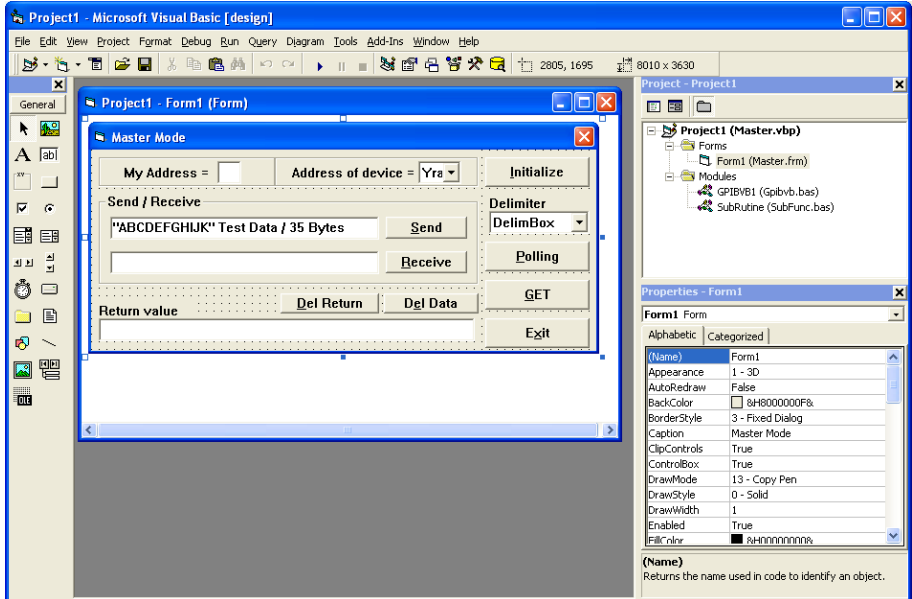 Project1 - Microsoft Visual Basic [design]
File Edit View Project Format Debug Run Query Diagram Tools Add-Ins Window Help
2805, 1695 8010 x 3630
General
A ab|
xv
OLE
Project1 - Form1 (Form)
Master Mode
My Address = Address of device = Yra Initialize
Send / Receive
"ABCDEFGHIJK" Test Data / 35 Bytes Send
Receive
Delimiter
DelimBox
Polling
GET
Exit
Del Return Del Data
Return value
Project - Project1
Project1 (Master.vbp)
Forms
Form1 (Master.frm)
Modules
GPIBVB1 (Gpibvb.bas)
SubRutine (SubFunc.bas)
Properties - Form1
Form1 Form
Alphabetic Categorized
(Name) Form1
Appearance 1 - 3D
AutoRedraw False
BackColor &H8000000F&
BorderStyle 3 - Fixed Dialog
Caption Master Mode
ClipControls True
ControlBox True
DrawMode 13 - Copy Pen
DrawStyle 0 - Solid
DrawWidth 1
Enabled True
FillColor &H00000000&
(Name)
Returns the name used in code to identify an object.